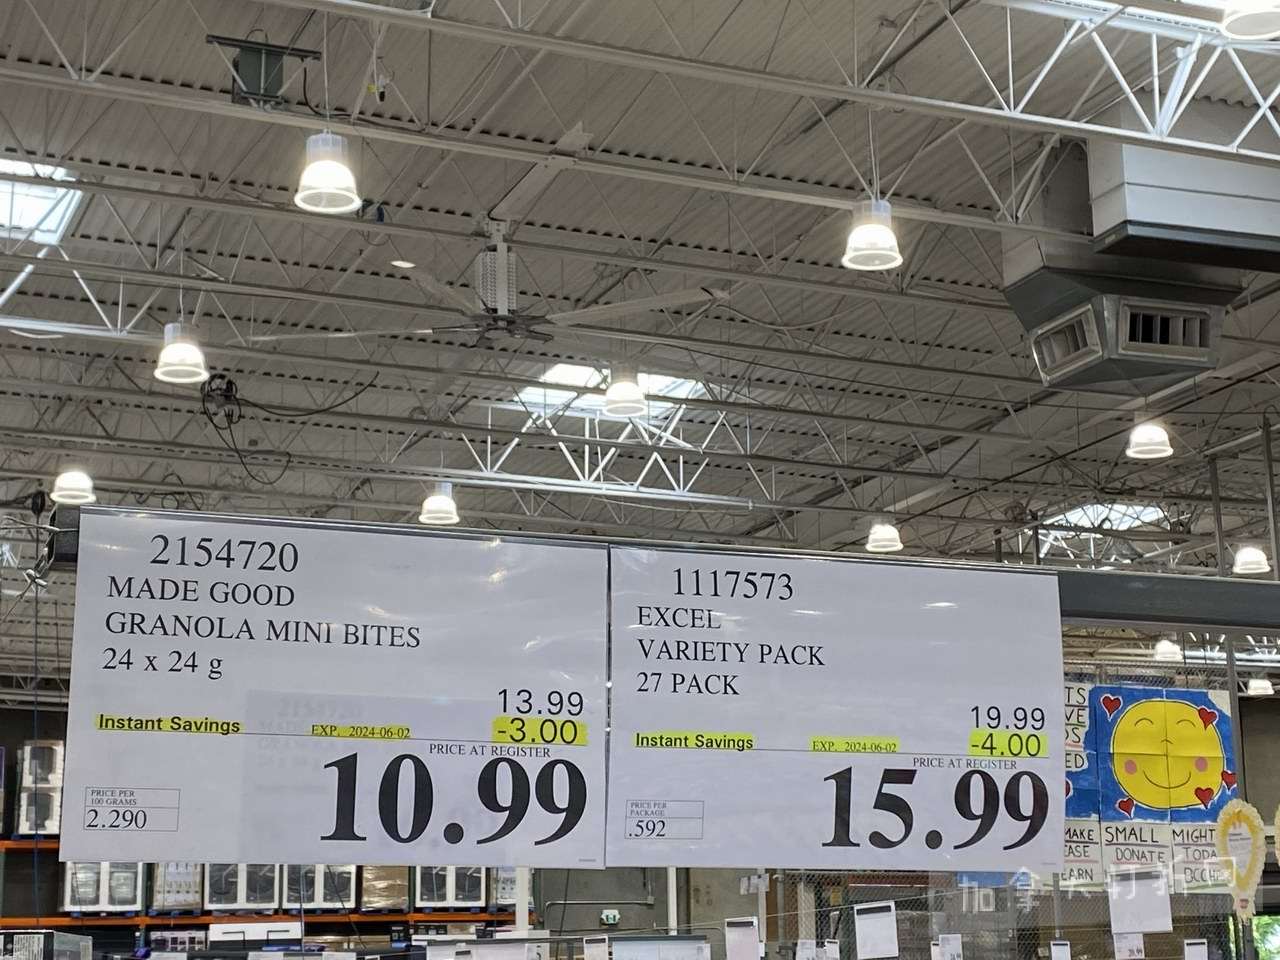 2154720
MADE GOOD
GRANOLA MINI BITES
24 x 24 g
13.99
Instant Savings EXP. 2024-06-02 -3.00
PRICE AT REGISTER
10.99
PRICE PER
100 GRAMS
2.290
1117573
EXCEL
VARIETY PACK
27 PACK
19.99
Instant Savings EXP. 2024-06-02 -4.00
PRICE AT REGISTER
15.99
PRICE PER
PACKAGE
.592
SMALL MIGHT
DONATE TODA
BCCH
加拿大打折